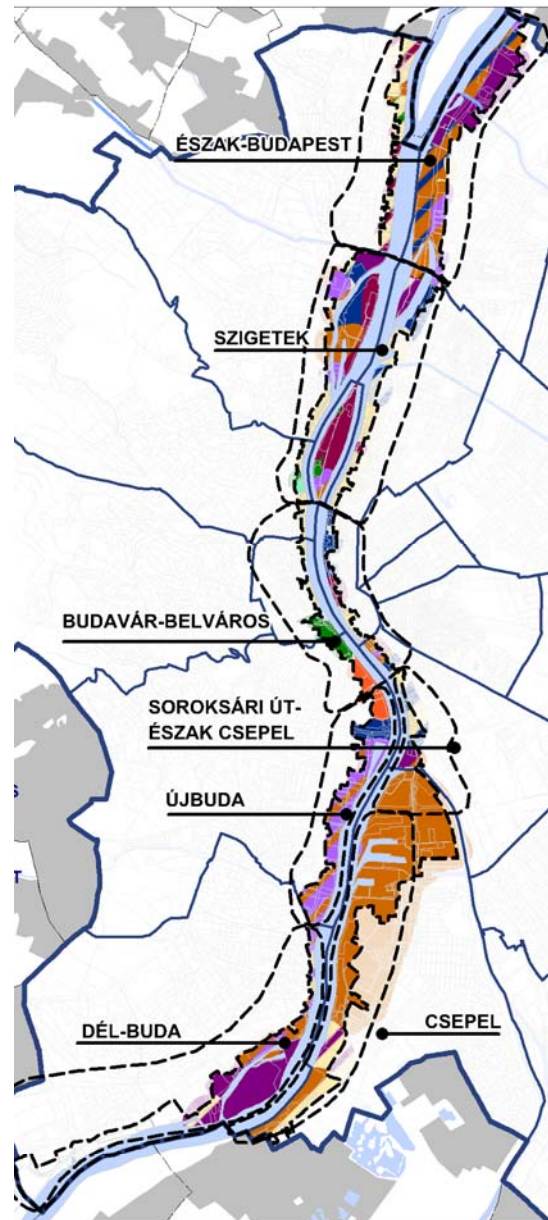 ÉSZAK-BUDAPEST
SZIGETEK
BUDAVÁR-BELVÁROS
SOROKSÁRI ÚT-
ÉSZAK CSEPEL
ÚJBUDA
S
T
DÉL-BUDA
CSEPEL